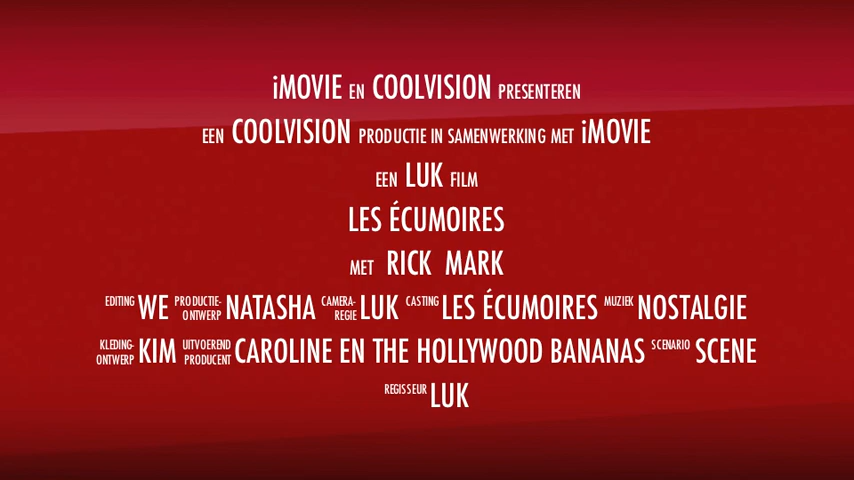 iMOVIE EN COOLVISION PRESENTEREN
EEN COOLVISION PRODUCTIE IN SAMENWERKING MET iMOVIE
EEN LUK FILM
LES ÉCUMOIRES
MET RICK MARK
EDITING WE PRODUCTIE-ONTWERP NATASHA CAMERA-REGIE LUK CASTING LES ÉCUMOIRES MUZIEK NOSTALGIE
KLEDING-ONTWERP KIM UITVOEREND PRODUCENT CAROLINE EN THE HOLLYWOOD BANANAS SCENARIO SCENE
REGISSEUR LUK